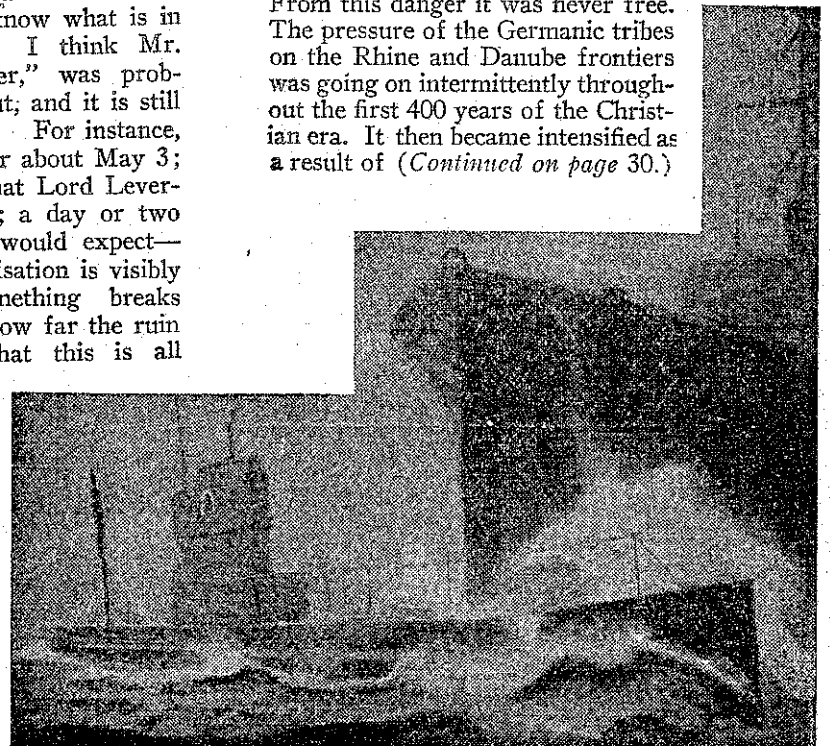 know what is in
I think Mr.
er,” was prob-
ut; and it is still
For instance,
r about May 3;
at Lord Lever-
; a day or two
would expect—
isation is visibly
nething breaks
ow far the ruin
hat this is all
From this danger it was never free.
The pressure of the Germanic tribes
on the Rhine and Danube frontiers
was going on intermittently through-
out the first 400 years of the Christ-
ian era. It then became intensified as
a result of (Continued on page 30.)